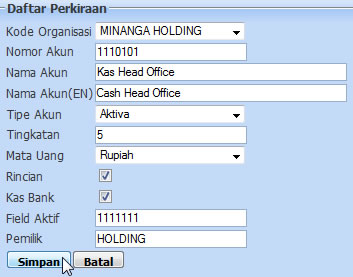 Daftar Perkiraan
Kode Organisasi MINANGA HOLDING
Nomor Akun 1110101
Nama Akun Kas Head Office
Nama Akun(EN) Cash Head Office
Tipe Akun Aktiva
Tingkatan 5
Mata Uang Rupiah
Rincian
Kas Bank
Field Aktif 1111111
Pemilik HOLDING
Simpan Batal